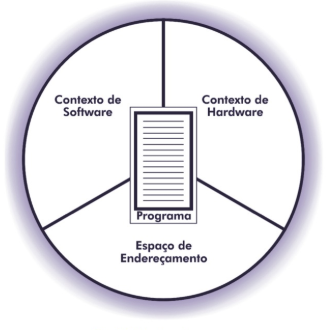 Contexto de
Software
Contexto de
Hardware
Programa
Espaço de
Endereçamento